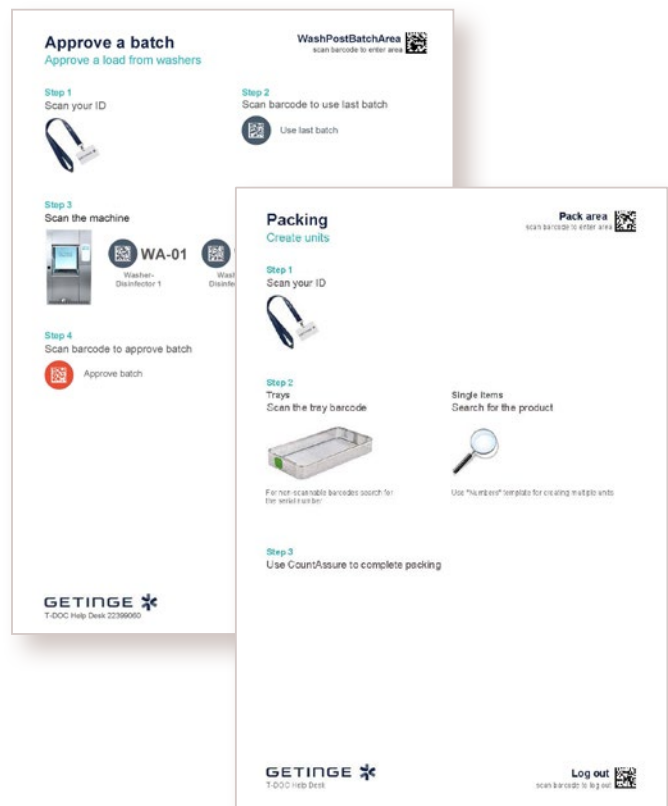 Approve a batch
Approve a load from washers
WashPostBatchArea
scan barcode to enter area
Step 1
Scan your ID
Step 2
Scan barcode to use last batch
Use last batch
Step 3
Scan the machine
WA-01
Washer-
Disinfector 1
Wash
Disinfe
Step 4
Scan barcode to approve batch
Approve batch
GETINGE
T-DOC Help Desk 22399060
Packing
Create units
Pack area
scan barcode to enter area
Step 1
Scan your ID
Step 2
Trays
Scan the tray barcode
Single items
Search for the product
For non-scannable barcodes search for
the serial number
Use "Numbers" template for creating multiple units
Step 3
Use CountAssure to complete packing
GETINGE
T-DOC Help Desk
Log out
scan barcode to log out